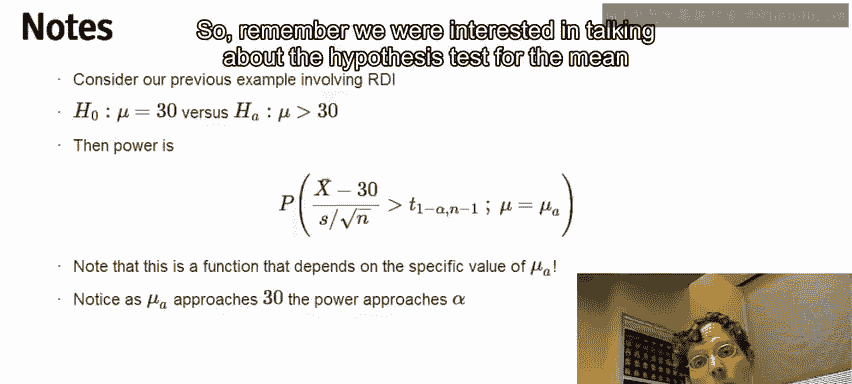 Notes
So, remember we were interested in talking
about the hypothesis test for the mean
· Consider our previous example involving RDI
· H₀ : μ = 30 versus Hₐ : μ > 30
· Then power is
P( (X̄ − 30) / (s/√n) > t₁₋α,ₙ₋₁ ; μ = μₐ )
· Note that this is a function that depends on the specific value of μₐ!
· Notice as μₐ approaches 30 the power approaches α